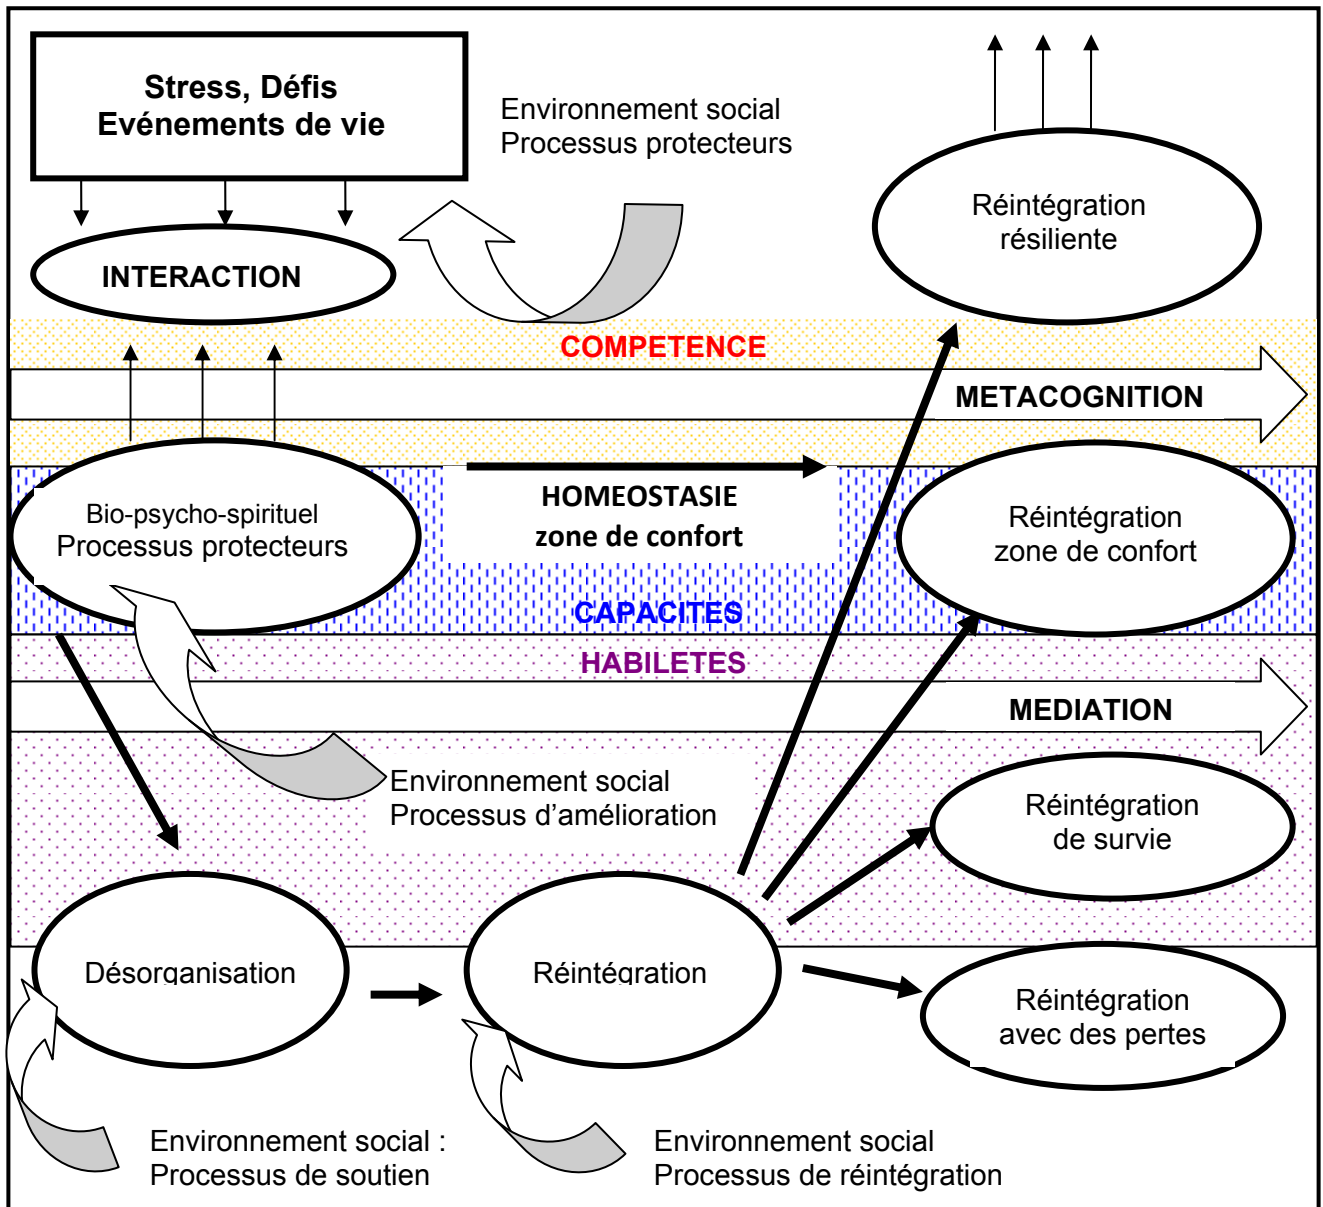 Stress, Défis
Evénements de vie
Environnement social
Processus protecteurs
Réintégration
résiliente
INTERACTION
COMPETENCE
METACOGNITION
Bio-psycho-spirituel
Processus protecteurs
HOMEOSTASIE
zone de confort
Réintégration
zone de confort
CAPACITES
HABILETES
MEDIATION
Environnement social
Processus d’amélioration
Réintégration
de survie
Désorganisation
Réintégration
Réintégration
avec des pertes
Environnement social :
Processus de soutien
Environnement social
Processus de réintégration